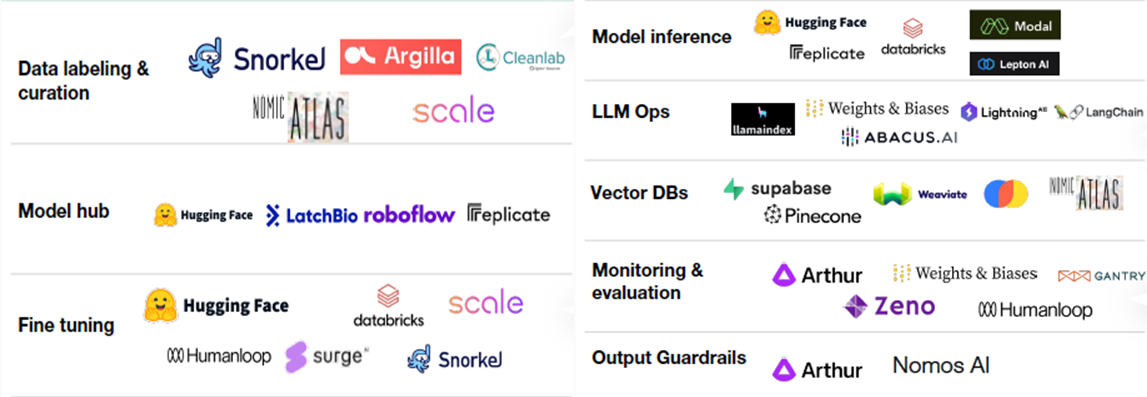 Data labeling &
curation
Snorkel
Argilla
Cleanlab
Open Source
NOMIC
ATLAS
scale
Model hub
Hugging Face
LatchBio
roboflow
Replicate
Fine tuning
Hugging Face
databricks
scale
Humanloop
surge
Snorkel
Model inference
Hugging Face
Replicate
databricks
Modal
Lepton AI
LLM Ops
llamaindex
Weights & Biases
Lightning AI
LangChain
ABACUS.AI
Vector DBs
supabase
Pinecone
Weaviate
NOMIC
ATLAS
Monitoring &
evaluation
Arthur
Weights & Biases
GANTRY
Zeno
Humanloop
Output Guardrails
Arthur
Nomos AI